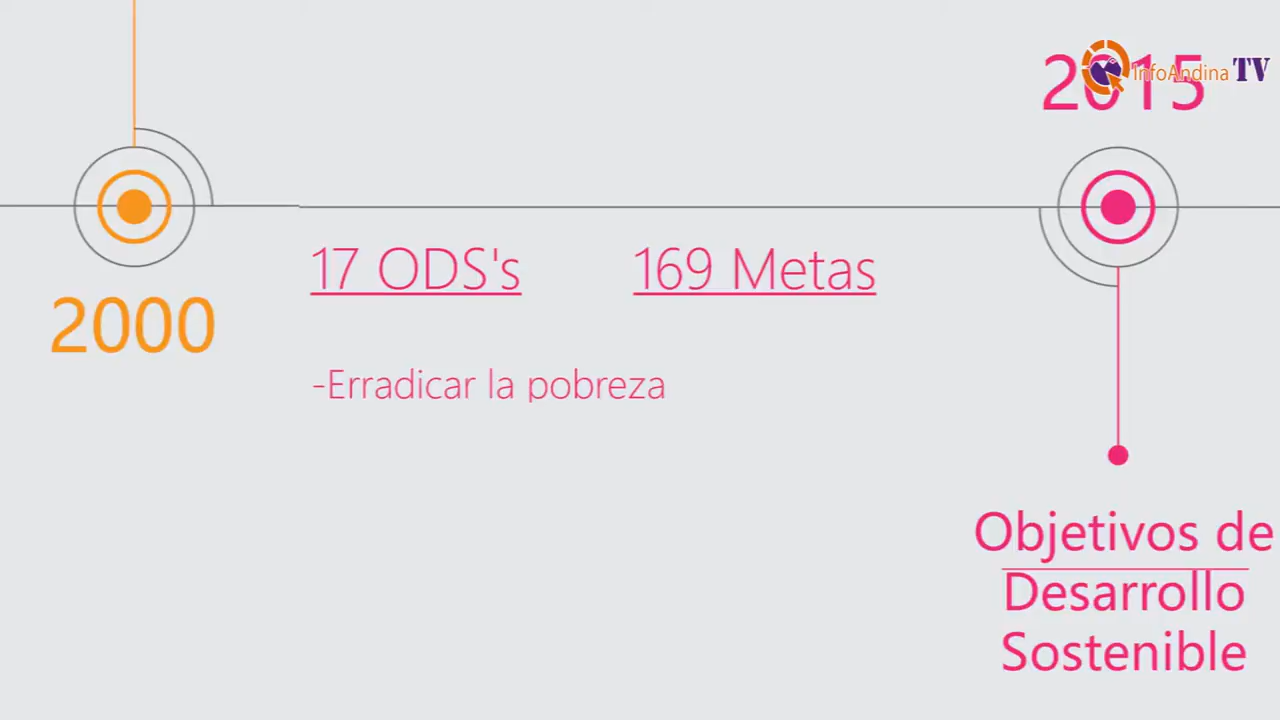 2015
InfoAndina TV
17 ODS's
169 Metas
2000
-Erradicar la pobreza
Objetivos de
Desarrollo
Sostenible